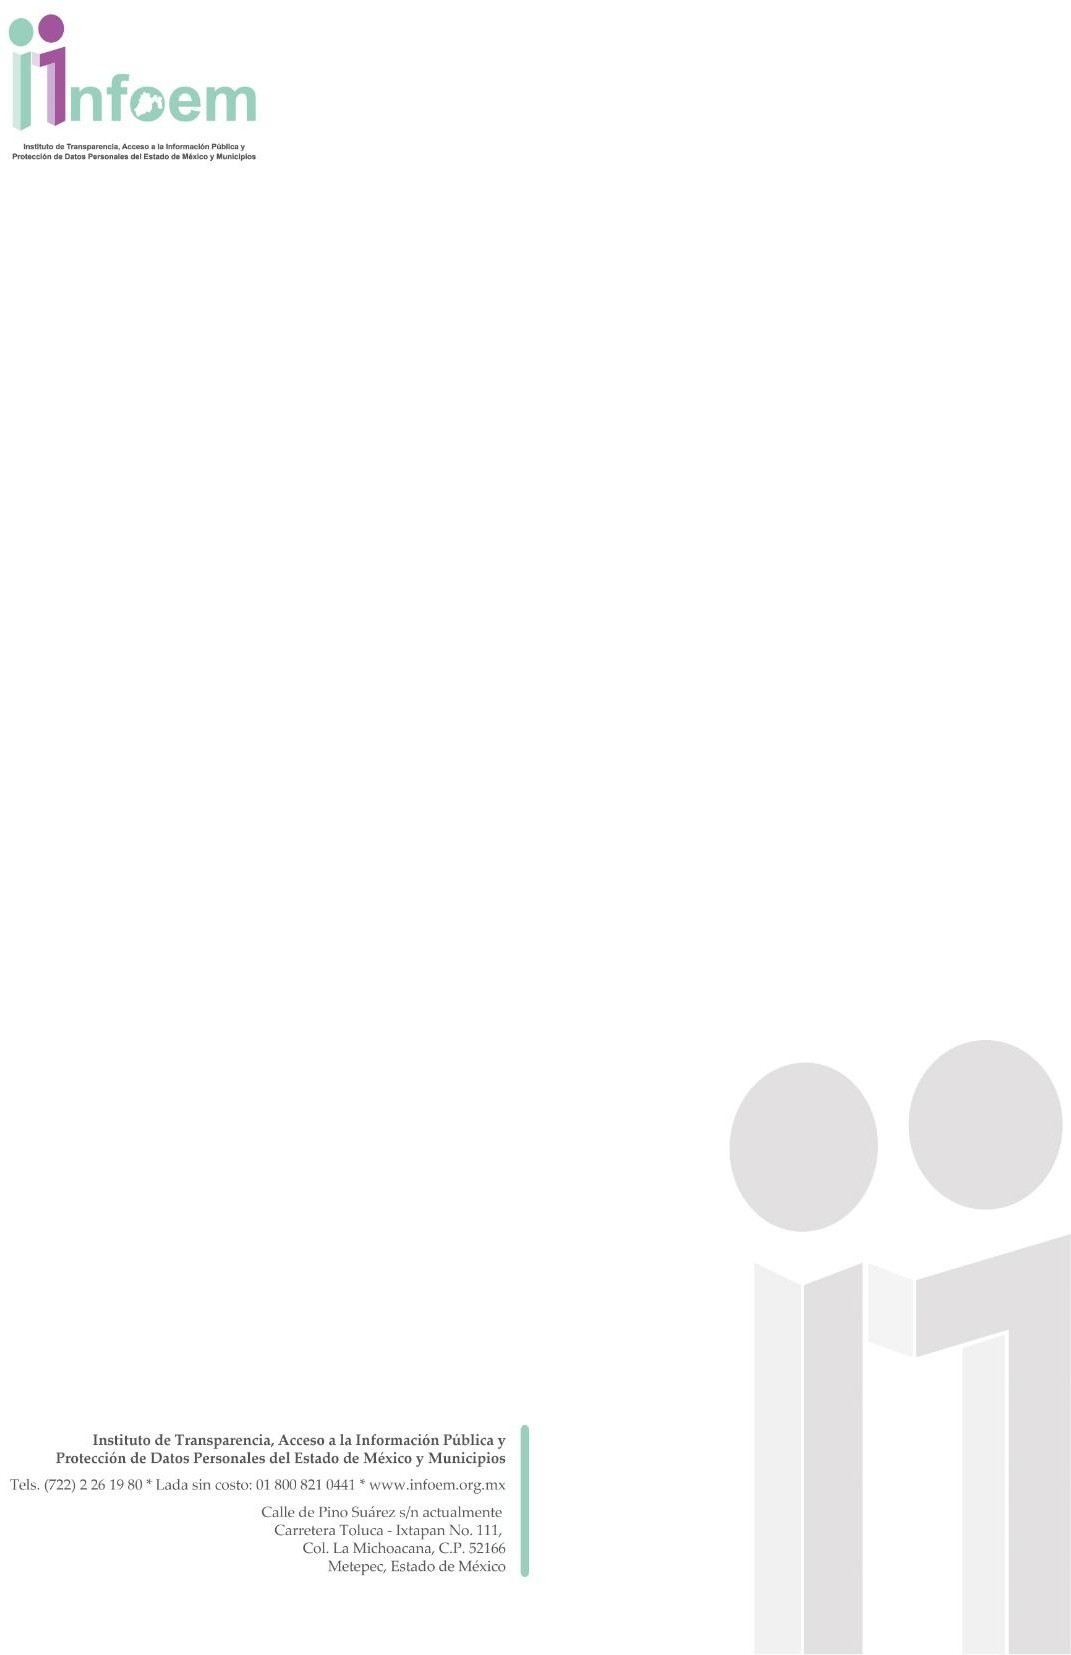 infoem
Instituto de Transparencia, Acceso a la Información Pública y
Protección de Datos Personales del Estado de México y Municipios
Instituto de Transparencia, Acceso a la Información Pública y
Protección de Datos Personales del Estado de México y Municipios
Tels. (722) 2 26 19 80 * Lada sin costo: 01 800 821 0441 * www.infoem.org.mx
Calle de Pino Suárez s/n actualmente
Carretera Toluca - Ixtapan No. 111,
Col. La Michoacana, C.P. 52166
Metepec, Estado de México